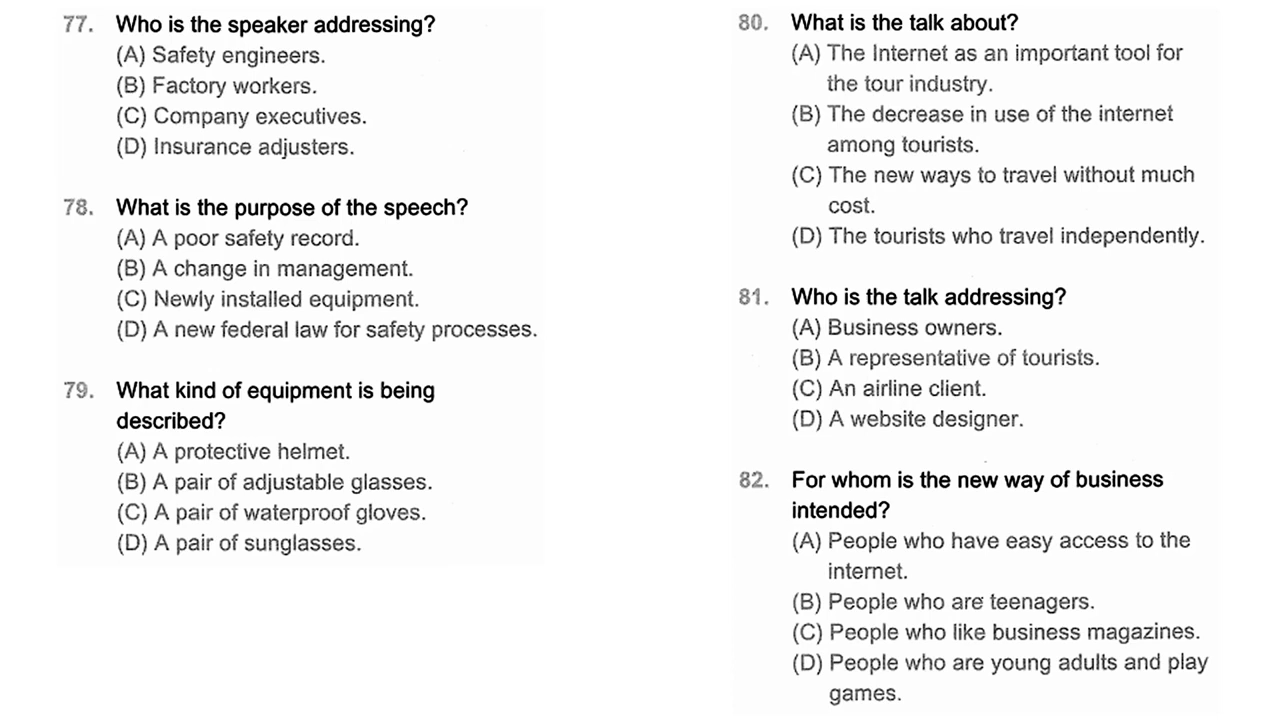 77. Who is the speaker addressing?
(A) Safety engineers.
(B) Factory workers.
(C) Company executives.
(D) Insurance adjusters.
78. What is the purpose of the speech?
(A) A poor safety record.
(B) A change in management.
(C) Newly installed equipment.
(D) A new federal law for safety processes.
79. What kind of equipment is being
described?
(A) A protective helmet.
(B) A pair of adjustable glasses.
(C) A pair of waterproof gloves.
(D) A pair of sunglasses.
80. What is the talk about?
(A) The Internet as an important tool for
the tour industry.
(B) The decrease in use of the internet
among tourists.
(C) The new ways to travel without much
cost.
(D) The tourists who travel independently.
81. Who is the talk addressing?
(A) Business owners.
(B) A representative of tourists.
(C) An airline client.
(D) A website designer.
82. For whom is the new way of business
intended?
(A) People who have easy access to the
internet.
(B) People who are teenagers.
(C) People who like business magazines.
(D) People who are young adults and play
games.